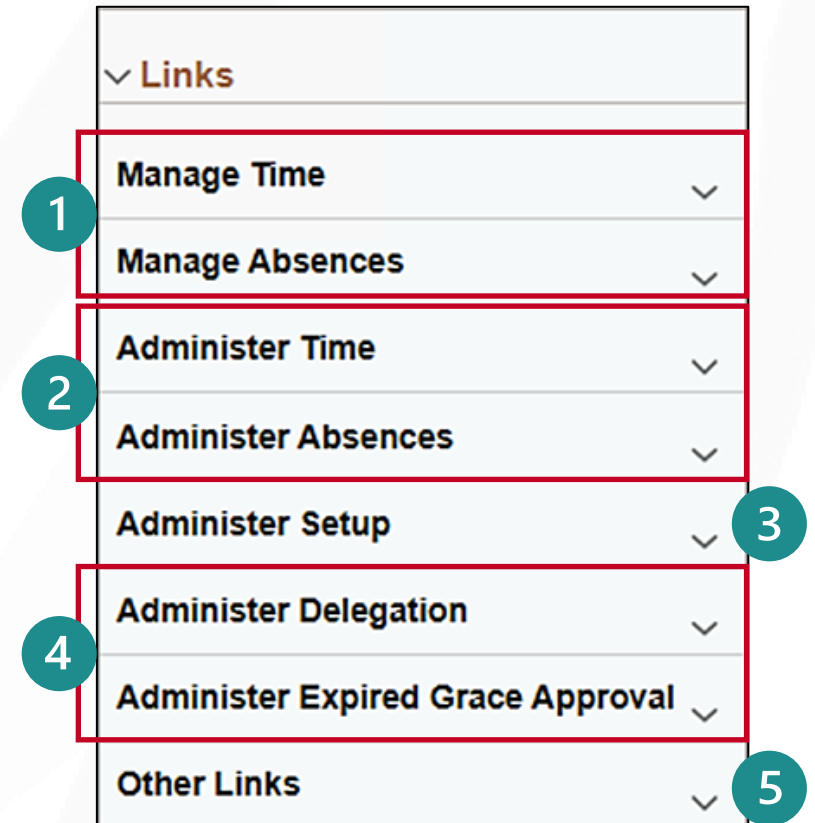 Links
1
Manage Time
Manage Absences
2
Administer Time
Administer Absences
Administer Setup
3
4
Administer Delegation
Administer Expired Grace Approval
Other Links
5